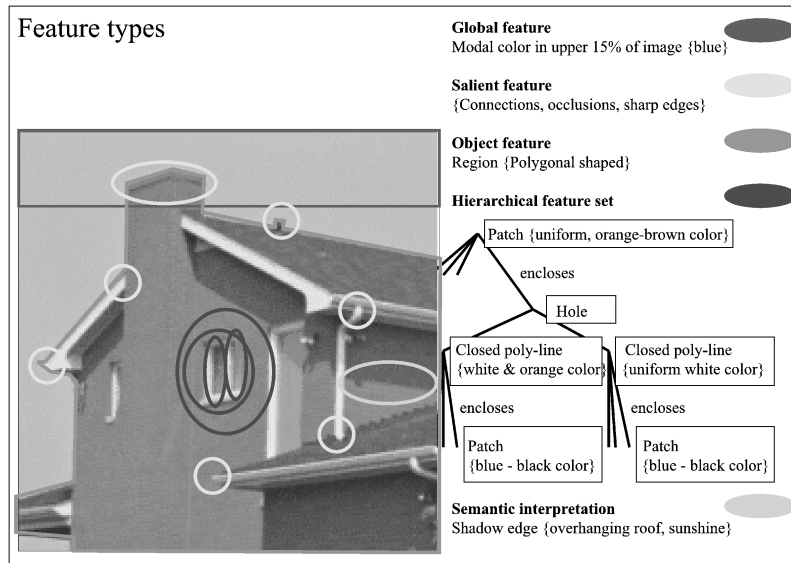 Feature types
Global feature
Modal color in upper 15% of image {blue}
Salient feature
{Connections, occlusions, sharp edges}
Object feature
Region {Polygonal shaped}
Hierarchical feature set
Patch {uniform, orange-brown color}
encloses
Hole
Closed poly-line
{white & orange color}
Closed poly-line
{uniform white color}
encloses
encloses
Patch
{blue - black color}
Patch
{blue - black color}
Semantic interpretation
Shadow edge {overhanging roof, sunshine}